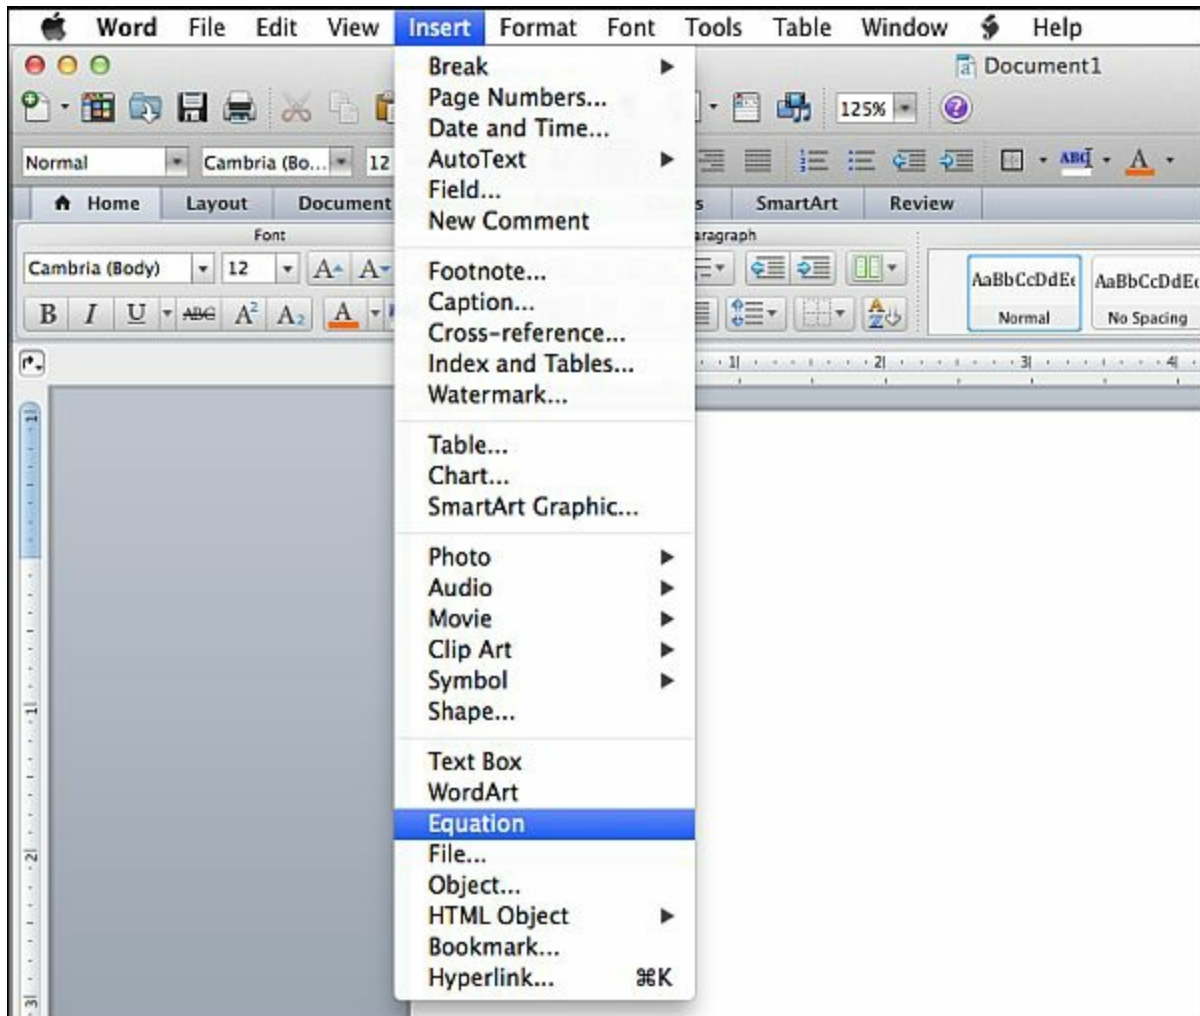 Word File Edit View Insert Format Font Tools Table Window Help
Document1
125%
Normal Cambria (Bo... 12
Home Layout Document SmartArt Review
Font
Cambria (Body) 12
AaBbCcDdEe AaBbCcDdEe
Normal No Spacing
Break
Page Numbers...
Date and Time...
AutoText
Field...
New Comment
Footnote...
Caption...
Cross-reference...
Index and Tables...
Watermark...
Table...
Chart...
SmartArt Graphic...
Photo
Audio
Movie
Clip Art
Symbol
Shape...
Text Box
WordArt
Equation
File...
Object...
HTML Object
Bookmark...
Hyperlink... ⌘K